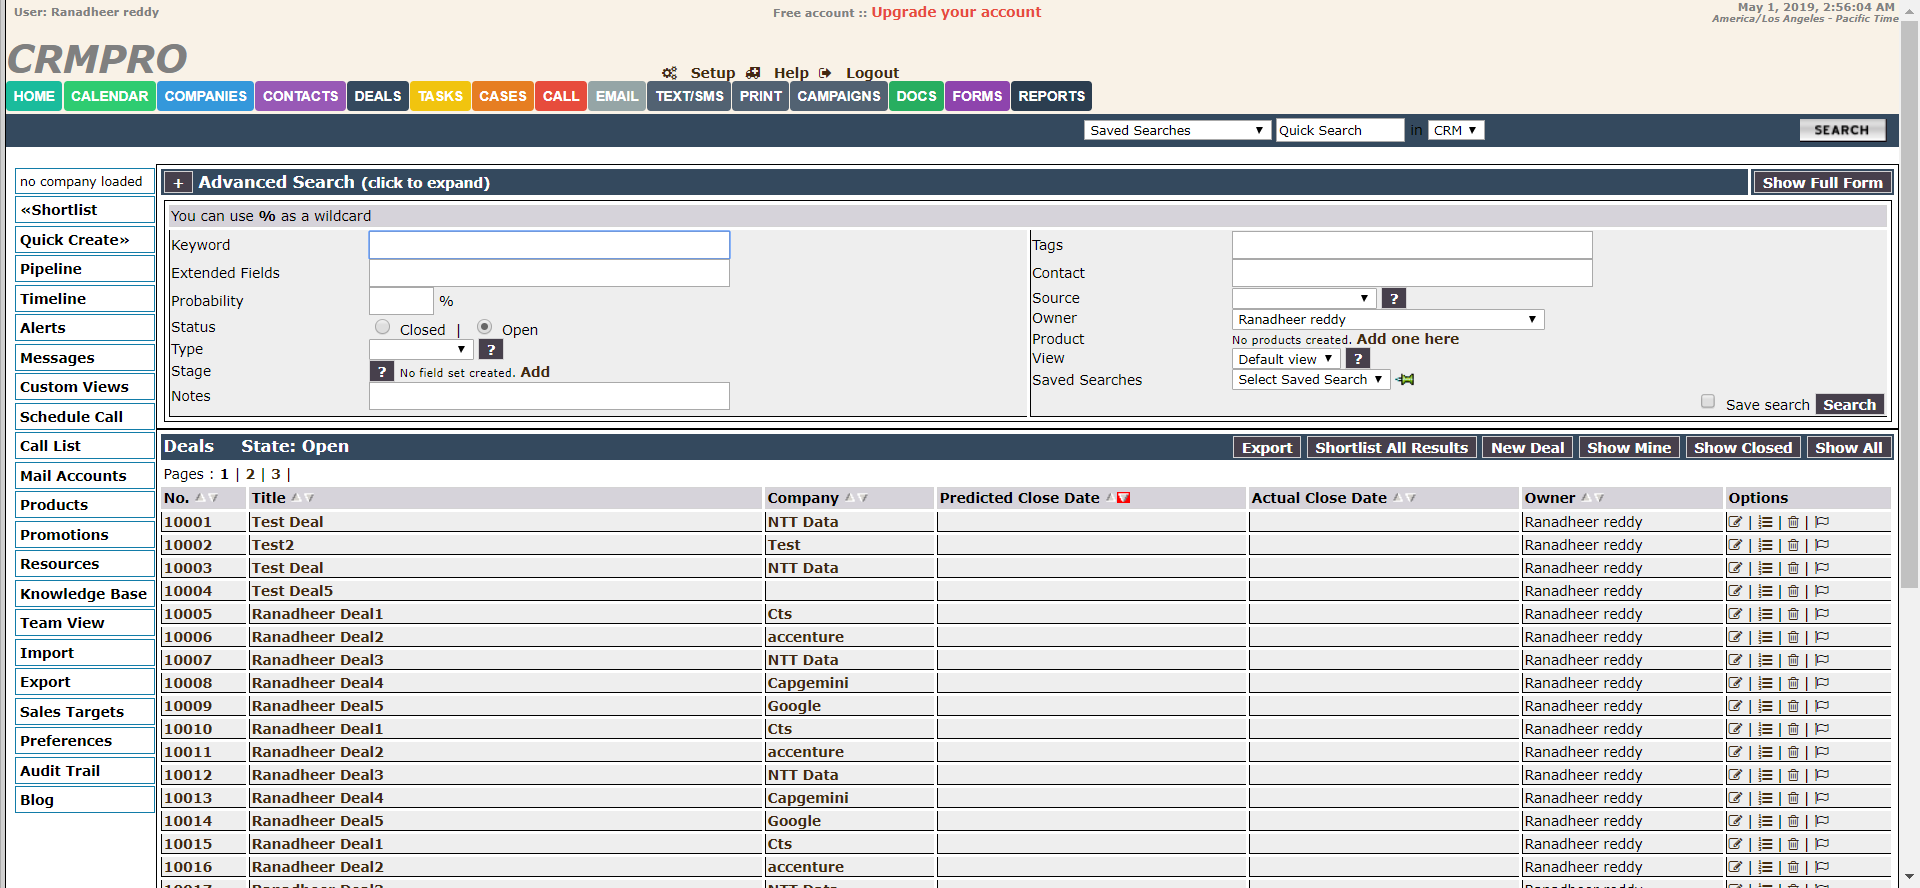 User: Ranadheer reddy
Free account :: Upgrade your account
May 1, 2019, 2:56:04 AM
America/Los Angeles - Pacific Time
CRMPRO
Setup Help Logout
HOME CALENDAR COMPANIES CONTACTS DEALS TASKS CASES CALL EMAIL TEXT/SMS PRINT CAMPAIGNS DOCS FORMS REPORTS
Saved Searches Quick Search in CRM SEARCH
no company loaded
«Shortlist
Quick Create»
Pipeline
Timeline
Alerts
Messages
Custom Views
Schedule Call
Call List
Mail Accounts
Products
Promotions
Resources
Knowledge Base
Team View
Import
Export
Sales Targets
Preferences
Audit Trail
Blog
+ Advanced Search (click to expand) Show Full Form
You can use % as a wildcard
Keyword
Extended Fields
Probability %
Status Closed | Open
Type ?
Stage ? No field set created. Add
Notes
Tags
Contact
Source ?
Owner Ranadheer reddy
Product No products created. Add one here
View Default view ?
Saved Searches Select Saved Search
Save search Search
Deals State: Open Export Shortlist All Results New Deal Show Mine Show Closed Show All
Pages : 1 | 2 | 3 |
No. Title Company Predicted Close Date Actual Close Date Owner Options
10001 Test Deal NTT Data Ranadheer reddy | | |
10002 Test2 Test Ranadheer reddy | | |
10003 Test Deal NTT Data Ranadheer reddy | | |
10004 Test Deal5 Ranadheer reddy | | |
10005 Ranadheer Deal1 Cts Ranadheer reddy | | |
10006 Ranadheer Deal2 accenture Ranadheer reddy | | |
10007 Ranadheer Deal3 NTT Data Ranadheer reddy | | |
10008 Ranadheer Deal4 Capgemini Ranadheer reddy | | |
10009 Ranadheer Deal5 Google Ranadheer reddy | | |
10010 Ranadheer Deal1 Cts Ranadheer reddy | | |
10011 Ranadheer Deal2 accenture Ranadheer reddy | | |
10012 Ranadheer Deal3 NTT Data Ranadheer reddy | | |
10013 Ranadheer Deal4 Capgemini Ranadheer reddy | | |
10014 Ranadheer Deal5 Google Ranadheer reddy | | |
10015 Ranadheer Deal1 Cts Ranadheer reddy | | |
10016 Ranadheer Deal2 accenture Ranadheer reddy | | |